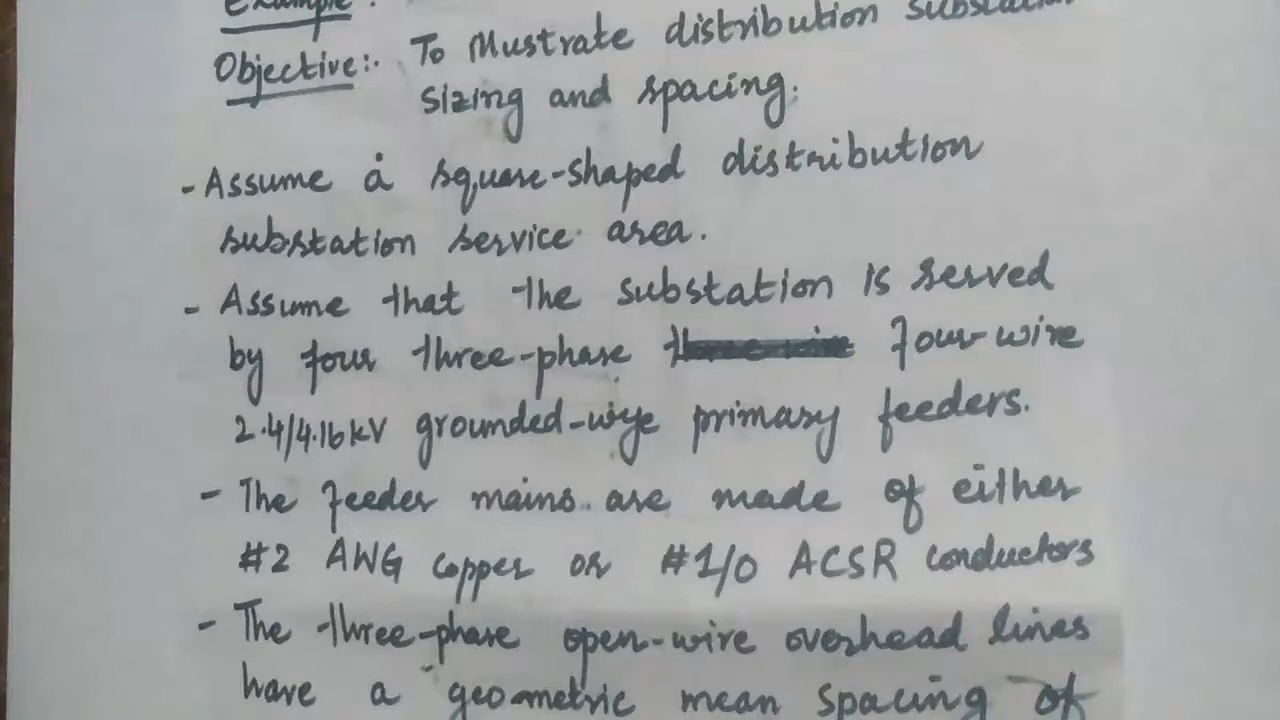 Example:
Objective:- To illustrate distribution substation
sizing and spacing.
- Assume a square-shaped distribution
substation service area.
- Assume that the substation is served
by four three-phase four-wire
2.4/4.16kV grounded-wye primary feeders.
- The feeder mains are made of either
#2 AWG copper or #1/0 ACSR conductors
- The three-phase open-wire overhead lines
have a geometric mean spacing of